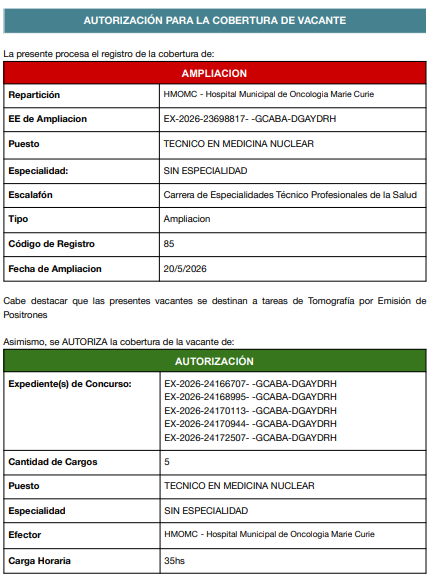 AUTORIZACIÓN PARA LA COBERTURA DE VACANTE
La presente procesa el registro de la cobertura de:
AMPLIACION
Repartición HMOMC - Hospital Municipal de Oncologia Marie Curie
EE de Ampliacion EX-2026-23698817- -GCABA-DGAYDRH
Puesto TECNICO EN MEDICINA NUCLEAR
Especialidad: SIN ESPECIALIDAD
Escalafón Carrera de Especialidades Técnico Profesionales de la Salud
Tipo Ampliacion
Código de Registro 85
Fecha de Ampliacion 20/5/2026
Cabe destacar que las presentes vacantes se destinan a tareas de Tomografía por Emisión de
Positrones
Asimismo, se AUTORIZA la cobertura de la vacante de:
AUTORIZACIÓN
Expediente(s) de Concurso: EX-2026-24166707- -GCABA-DGAYDRH
EX-2026-24168995- -GCABA-DGAYDRH
EX-2026-24170113- -GCABA-DGAYDRH
EX-2026-24170944- -GCABA-DGAYDRH
EX-2026-24172507- -GCABA-DGAYDRH
Cantidad de Cargos 5
Puesto TECNICO EN MEDICINA NUCLEAR
Especialidad SIN ESPECIALIDAD
Efector HMOMC - Hospital Municipal de Oncologia Marie Curie
Carga Horaria 35hs